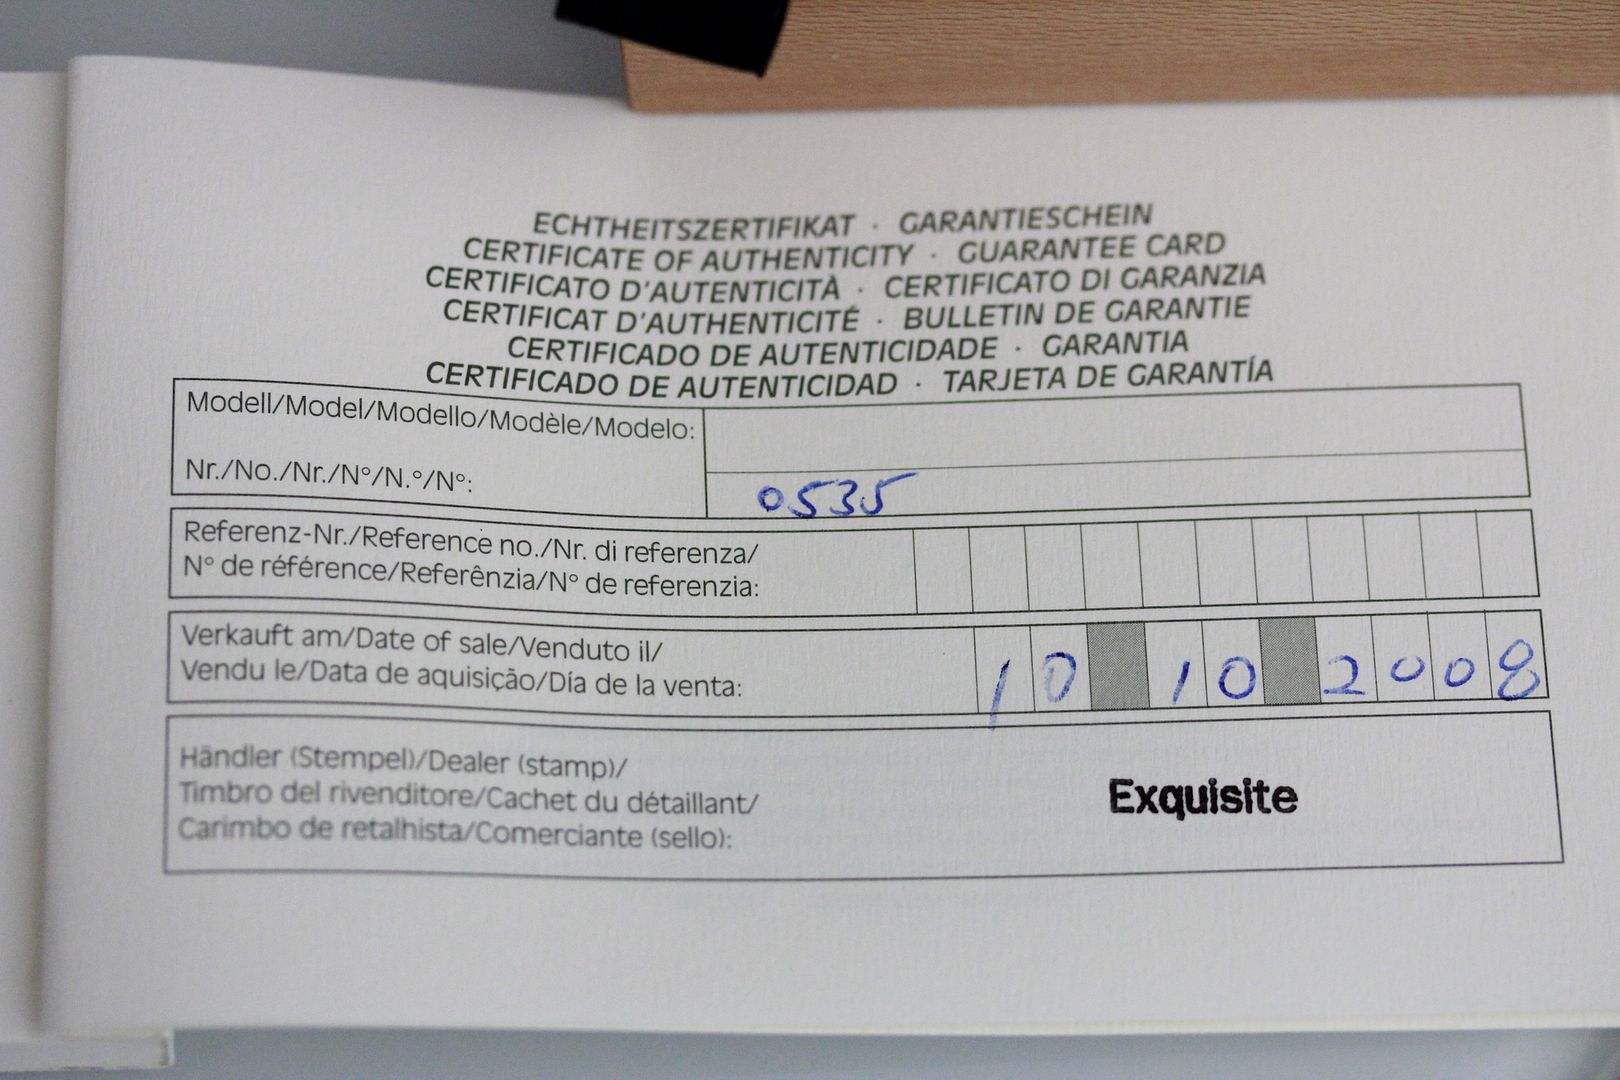 ECHTHEITSZERTIFIKAT · GARANTIESCHEIN
CERTIFICATE OF AUTHENTICITY · GUARANTEE CARD
CERTIFICATO D'AUTENTICITÀ · CERTIFICATO DI GARANZIA
CERTIFICAT D'AUTHENTICITÉ · BULLETIN DE GARANTIE
CERTIFICADO DE AUTENTICIDADE · GARANTIA
CERTIFICADO DE AUTENTICIDAD · TARJETA DE GARANTÍA
Modell/Model/Modello/Modèle/Modelo:
Nr./No./Nr./N°/N.°/N°: 0535
Referenz-Nr./Reference no./Nr. di referenza/
N° de référence/Referênzia/N° de referenzia:
Verkauft am/Date of sale/Venduto il/
Vendu le/Data de aquisição/Día de la venta: 10 10 2008
Händler (Stempel)/Dealer (stamp)/
Timbro del rivenditore/Cachet du détaillant/
Carimbo de retalhista/Comerciante (sello):
Exquisite